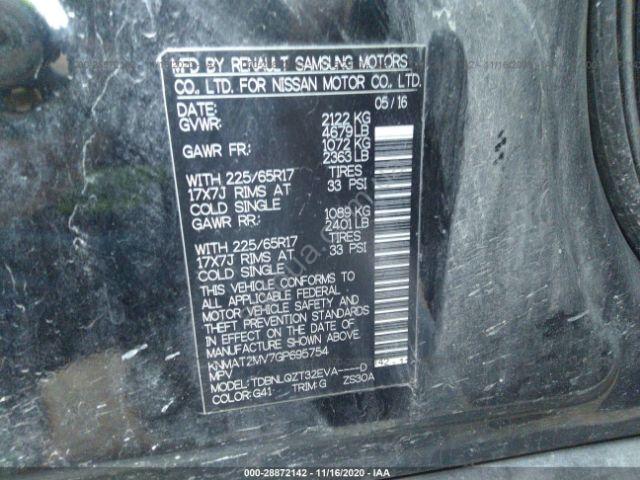 MFD BY RENAULT SAMSUNG MOTORS
CO., LTD. FOR NISSAN MOTOR CO., LTD.
DATE: 05/16
GVWR: 2122 KG
4679 LB
GAWR FR: 1072 KG
2363 LB
WITH 225/65R17 TIRES
17X7J RIMS AT 33 PSI
COLD SINGLE
GAWR RR: 1089 KG
2401 LB
WITH 225/65R17 TIRES
17X7J RIMS AT 33 PSI
COLD SINGLE
THIS VEHICLE CONFORMS TO
ALL APPLICABLE FEDERAL
MOTOR VEHICLE SAFETY AND
THEFT PREVENTION STANDARDS
IN EFFECT ON THE DATE OF
MANUFACTURE SHOWN ABOVE.
KNMAT2MV7GP695754
MPV
MODEL: TDBNLQZT32EVA----D
COLOR: G41 TRIM: G ZS30A
000-28872142 - 11/16/2020 - IAA